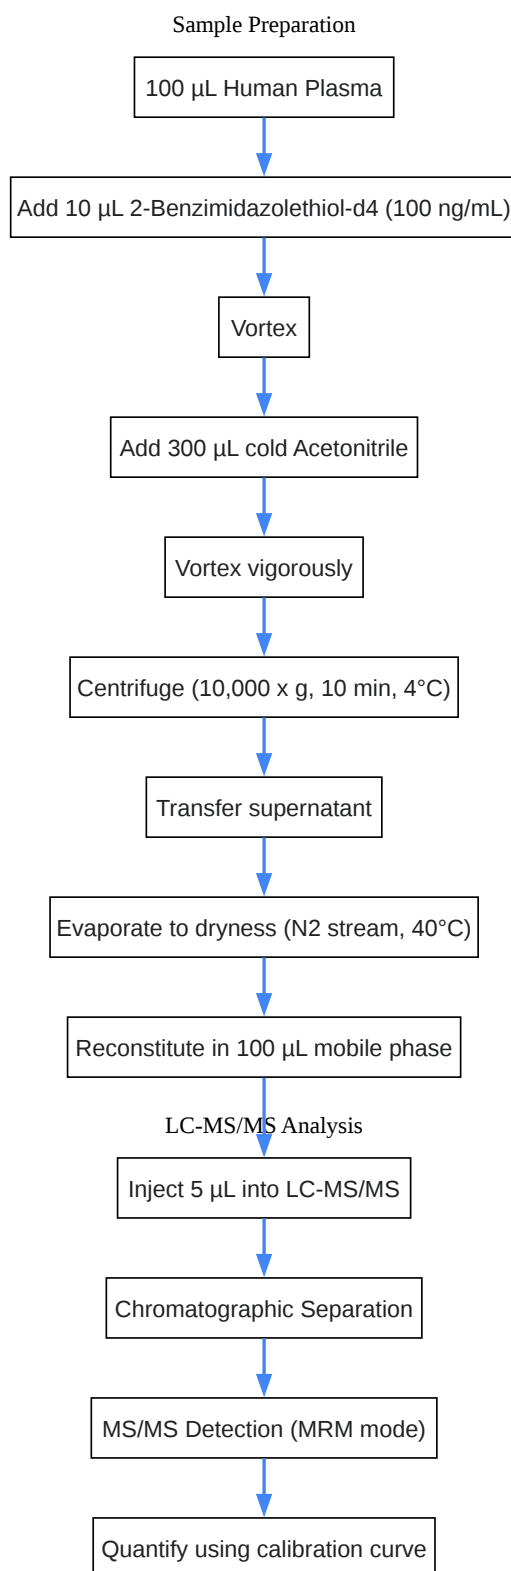 Sample Preparation
100 µL Human Plasma
Add 10 µL 2-Benzimidazolethiol-d4 (100 ng/mL)
Vortex
Add 300 µL cold Acetonitrile
Vortex vigorously
Centrifuge (10,000 x g, 10 min, 4°C)
Transfer supernatant
Evaporate to dryness (N2 stream, 40°C)
Reconstitute in 100 µL mobile phase
LC-MS/MS Analysis
Inject 5 µL into LC-MS/MS
Chromatographic Separation
MS/MS Detection (MRM mode)
Quantify using calibration curve